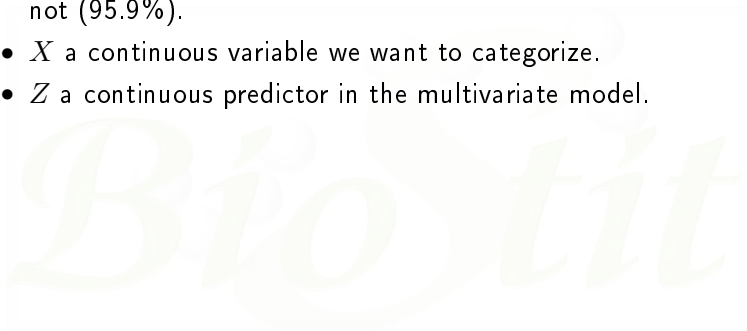 not (95.9%).
• X a continuous variable we want to categorize.
• Z a continuous predictor in the multivariate model.
BioStit